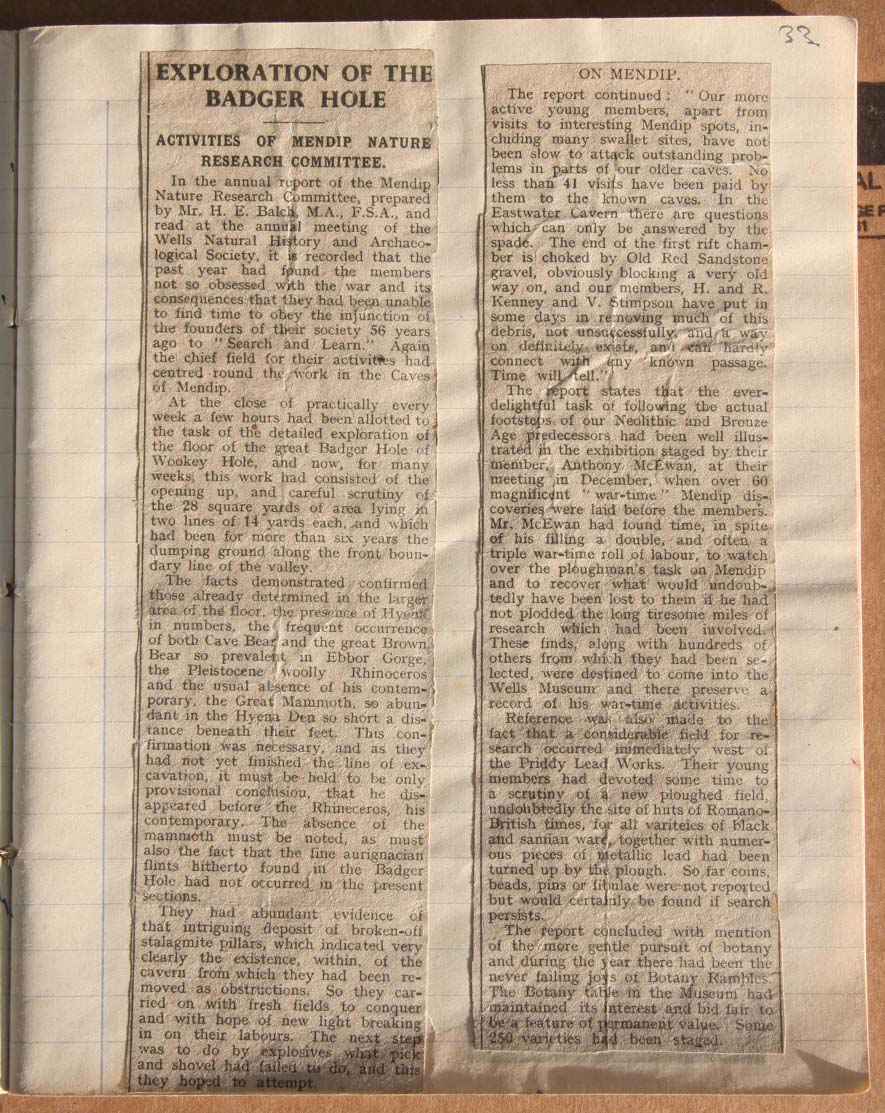 33
EXPLORATION OF THE
BADGER HOLE
ACTIVITIES OF MENDIP NATURE
RESEARCH COMMITTEE.
In the annual report of the Mendip
Nature Research Committee, prepared
by Mr. H. E. Balch, M.A., F.S.A., and
read at the annual meeting of the
Wells Natural History and Archaeo-
logical Society, it is recorded that the
past year had found the members
not so obsessed with the war and its
consequences that they had been unable
to find time to obey the injunction of
the founders of their society 56 years
ago to "Search and Learn." Again
the chief field for their activities had
centred round the work in the Caves
of Mendip.
At the close of practically every
week a few hours had been allotted to
the task of the detailed exploration of
the floor of the great Badger Hole of
Wookey Hole, and now, for many
weeks, this work had consisted of the
opening up, and careful scrutiny of
the 28 square yards of area lying in
two lines of 14 yards each, and which
had been for more than six years the
dumping ground along the front boun-
dary line of the valley.
The facts demonstrated confirmed
those already determined in the larger
area of the floor, the presence of Hyena
in numbers, the frequent occurrence
of both Cave Bear and the great Brown
Bear so prevalent in Ebbor Gorge,
the Pleistocene woolly Rhinoceros
and the usual absence of his contem-
porary, the Great Mammoth, so abun-
dant in the Hyena Den so short a dis-
tance beneath their feet. This con-
firmation was necessary, and as they
had not yet finished the line of ex-
cavation, it must be held to be only
provisional conclusion, that he dis-
appeared before the Rhineceros, his
contemporary. The absence of the
mammoth must be noted, as must
also the fact that the fine aurignacian
flints hitherto found in the Badger
Hole had not occurred in the present
sections.
They had abundant evidence of
that intriguing deposit of broken-off
stalagmite pillars, which indicated very
clearly the existence, within, of the
cavern from which they had been re-
moved as obstructions. So they car-
ried on with fresh fields to conquer
and with hope of new light breaking
in on their labours. The next step
was to do by explosives what pick
and shovel had failed to do, and this
they hoped to attempt.
ON MENDIP.
The report continued: "Our more
active young members, apart from
visits to interesting Mendip spots, in-
cluding many swallet sites, have not
been slow to attack outstanding prob-
lems in parts of our older caves. No
less than 41 visits have been paid by
them to the known caves. In the
Eastwater Cavern there are questions
which can only be answered by the
spade. The end of the first rift cham-
ber is choked by Old Red Sandstone
gravel, obviously blocking a very old
way on, and our members, H. and R.
Kenney and V. Stimpson have put in
some days in removing much of this
debris, not unsuccessfully, and a way
on definitely exists, and can hardly
connect with any known passage.
Time will tell."
The report states that the ever-
delightful task of following the actual
footsteps of our Neolithic and Bronze
Age predecessors had been well illus-
trated in the exhibition staged by their
member, Anthony McEwan, at their
meeting in December, when over 60
magnificent "war-time" Mendip dis-
coveries were laid before the members.
Mr. McEwan had found time, in spite
of his filling a double, and often a
triple war-time roll of labour, to watch
over the ploughman's task on Mendip
and to recover what would undoub-
tedly have been lost to them if he had
not plodded the long tiresome miles of
research which had been involved.
These finds, along with hundreds of
others from which they had been se-
lected, were destined to come into the
Wells Museum and there preserve a
record of his war-time activities.
Reference was also made to the
fact that a considerable field for re-
search occurred immediately west of
the Priddy Lead Works. Their young
members had devoted some time to
a scrutiny of a new ploughed field,
undoubtedly the site of huts of Romano-
British times, for all variteies of black
and samian ware, together with numer-
ous pieces of metallic lead had been
turned up by the plough. So far coins,
beads, pins or fibulae were not reported
but would certainly be found if search
persists.
The report concluded with mention
of the more gentle pursuit of botany
and during the year there had been the
never failing joys of Botany Rambles.
The Botany table in the Museum had
maintained its interest and bid fair to
be a feature of permanent value. Some
250 varieties had been staged.